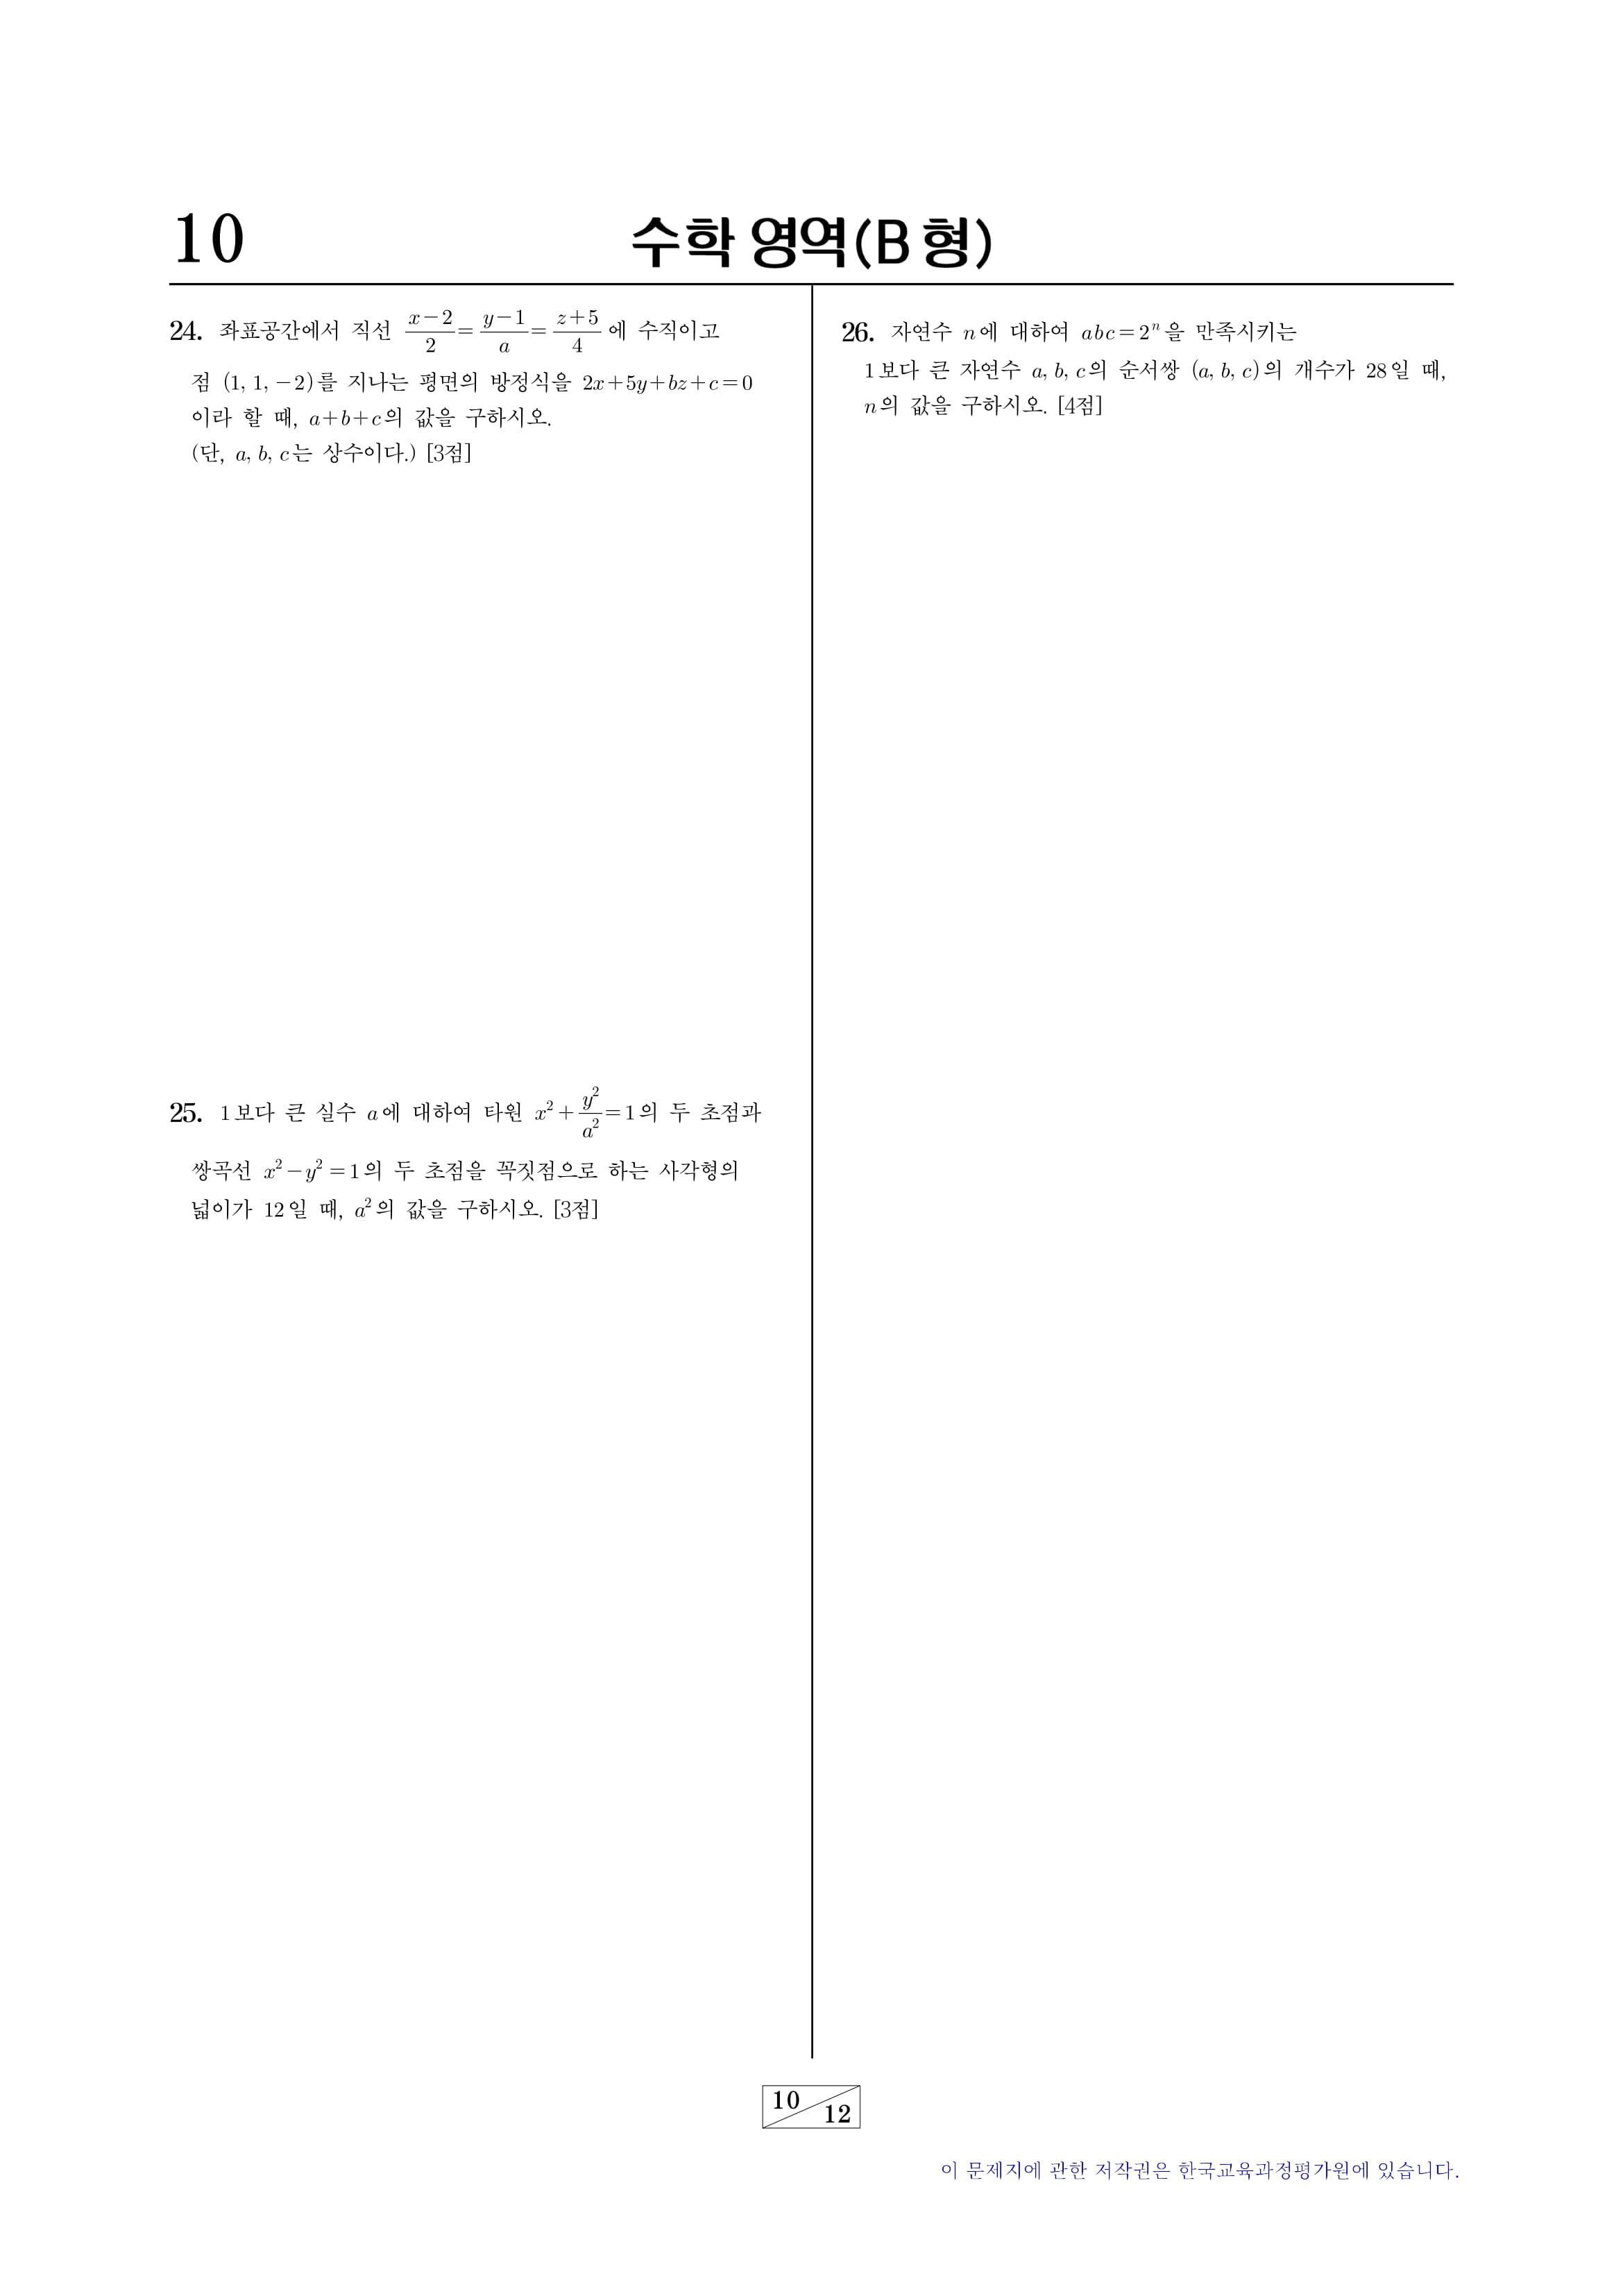 10
수학 영역(B 형)
24. 좌표공간에서 직선 \frac{x-2}{2}=\frac{y-1}{a}=\frac{z+5}{4} 에 수직이고
점 (1, 1, -2)를 지나는 평면의 방정식을 2x+5y+bz+c=0
이라 할 때, a+b+c의 값을 구하시오.
(단, a, b, c는 상수이다.) [3점]
25. 1보다 큰 실수 a에 대하여 타원 x^2+\frac{y^2}{a^2}=1의 두 초점과
쌍곡선 x^2-y^2=1의 두 초점을 꼭짓점으로 하는 사각형의
넓이가 12일 때, a^2의 값을 구하시오. [3점]
26. 자연수 n에 대하여 abc=2^n을 만족시키는
1보다 큰 자연수 a, b, c의 순서쌍 (a, b, c)의 개수가 28일 때,
n의 값을 구하시오. [4점]
10
12
이 문제지에 관한 저작권은 한국교육과정평가원에 있습니다.